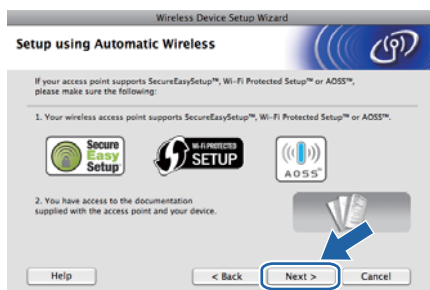 Wireless Device Setup Wizard
Setup using Automatic Wireless
If your access point supports SecureEasySetup™, Wi-Fi Protected Setup™ or AOSS™,
please make sure the following:
1. Your wireless access point supports SecureEasySetup™, Wi-Fi Protected Setup™ or AOSS™.
Secure
Easy
Setup
Wi-Fi PROTECTED
SETUP
AOSS™
2. You have access to the documentation
supplied with the access point and your device.
Help
< Back
Next >
Cancel